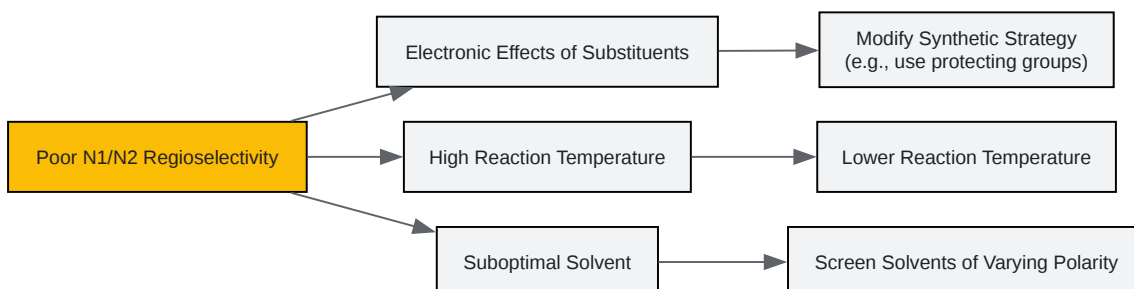 Electronic Effects of Substituents
Modify Synthetic Strategy
(e.g., use protecting groups)
Poor N1/N2 Regioselectivity
High Reaction Temperature
Lower Reaction Temperature
Suboptimal Solvent
Screen Solvents of Varying Polarity